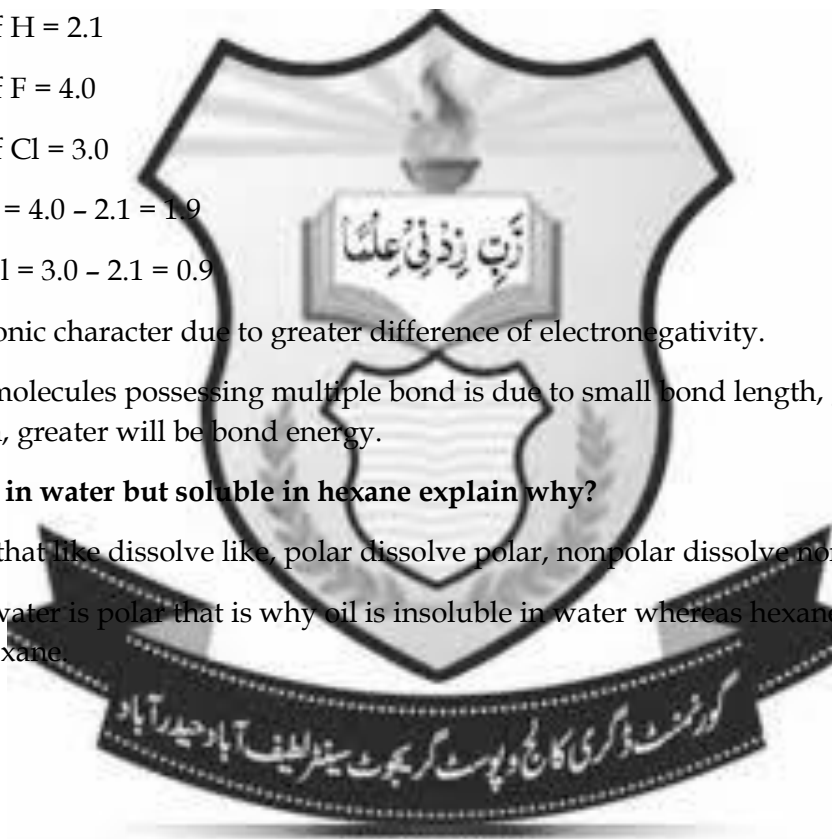 f H = 2.1
f F = 4.0
f Cl = 3.0
= 4.0 – 2.1 = 1.9
l = 3.0 – 2.1 = 0.9
onic character due to greater difference of electronegativity.
molecules possessing multiple bond is due to small bond length,
, greater will be bond energy.
in water but soluble in hexane explain why?
that like dissolve like, polar dissolve polar, nonpolar dissolve non
water is polar that is why oil is insoluble in water whereas hexane
xane.
رَبِّ زِدْنِیْ عِلْمًا
گورنمنٹ ڈگری کالج و پوسٹ گریجویٹ سینٹر لطیف آباد حیدرآباد